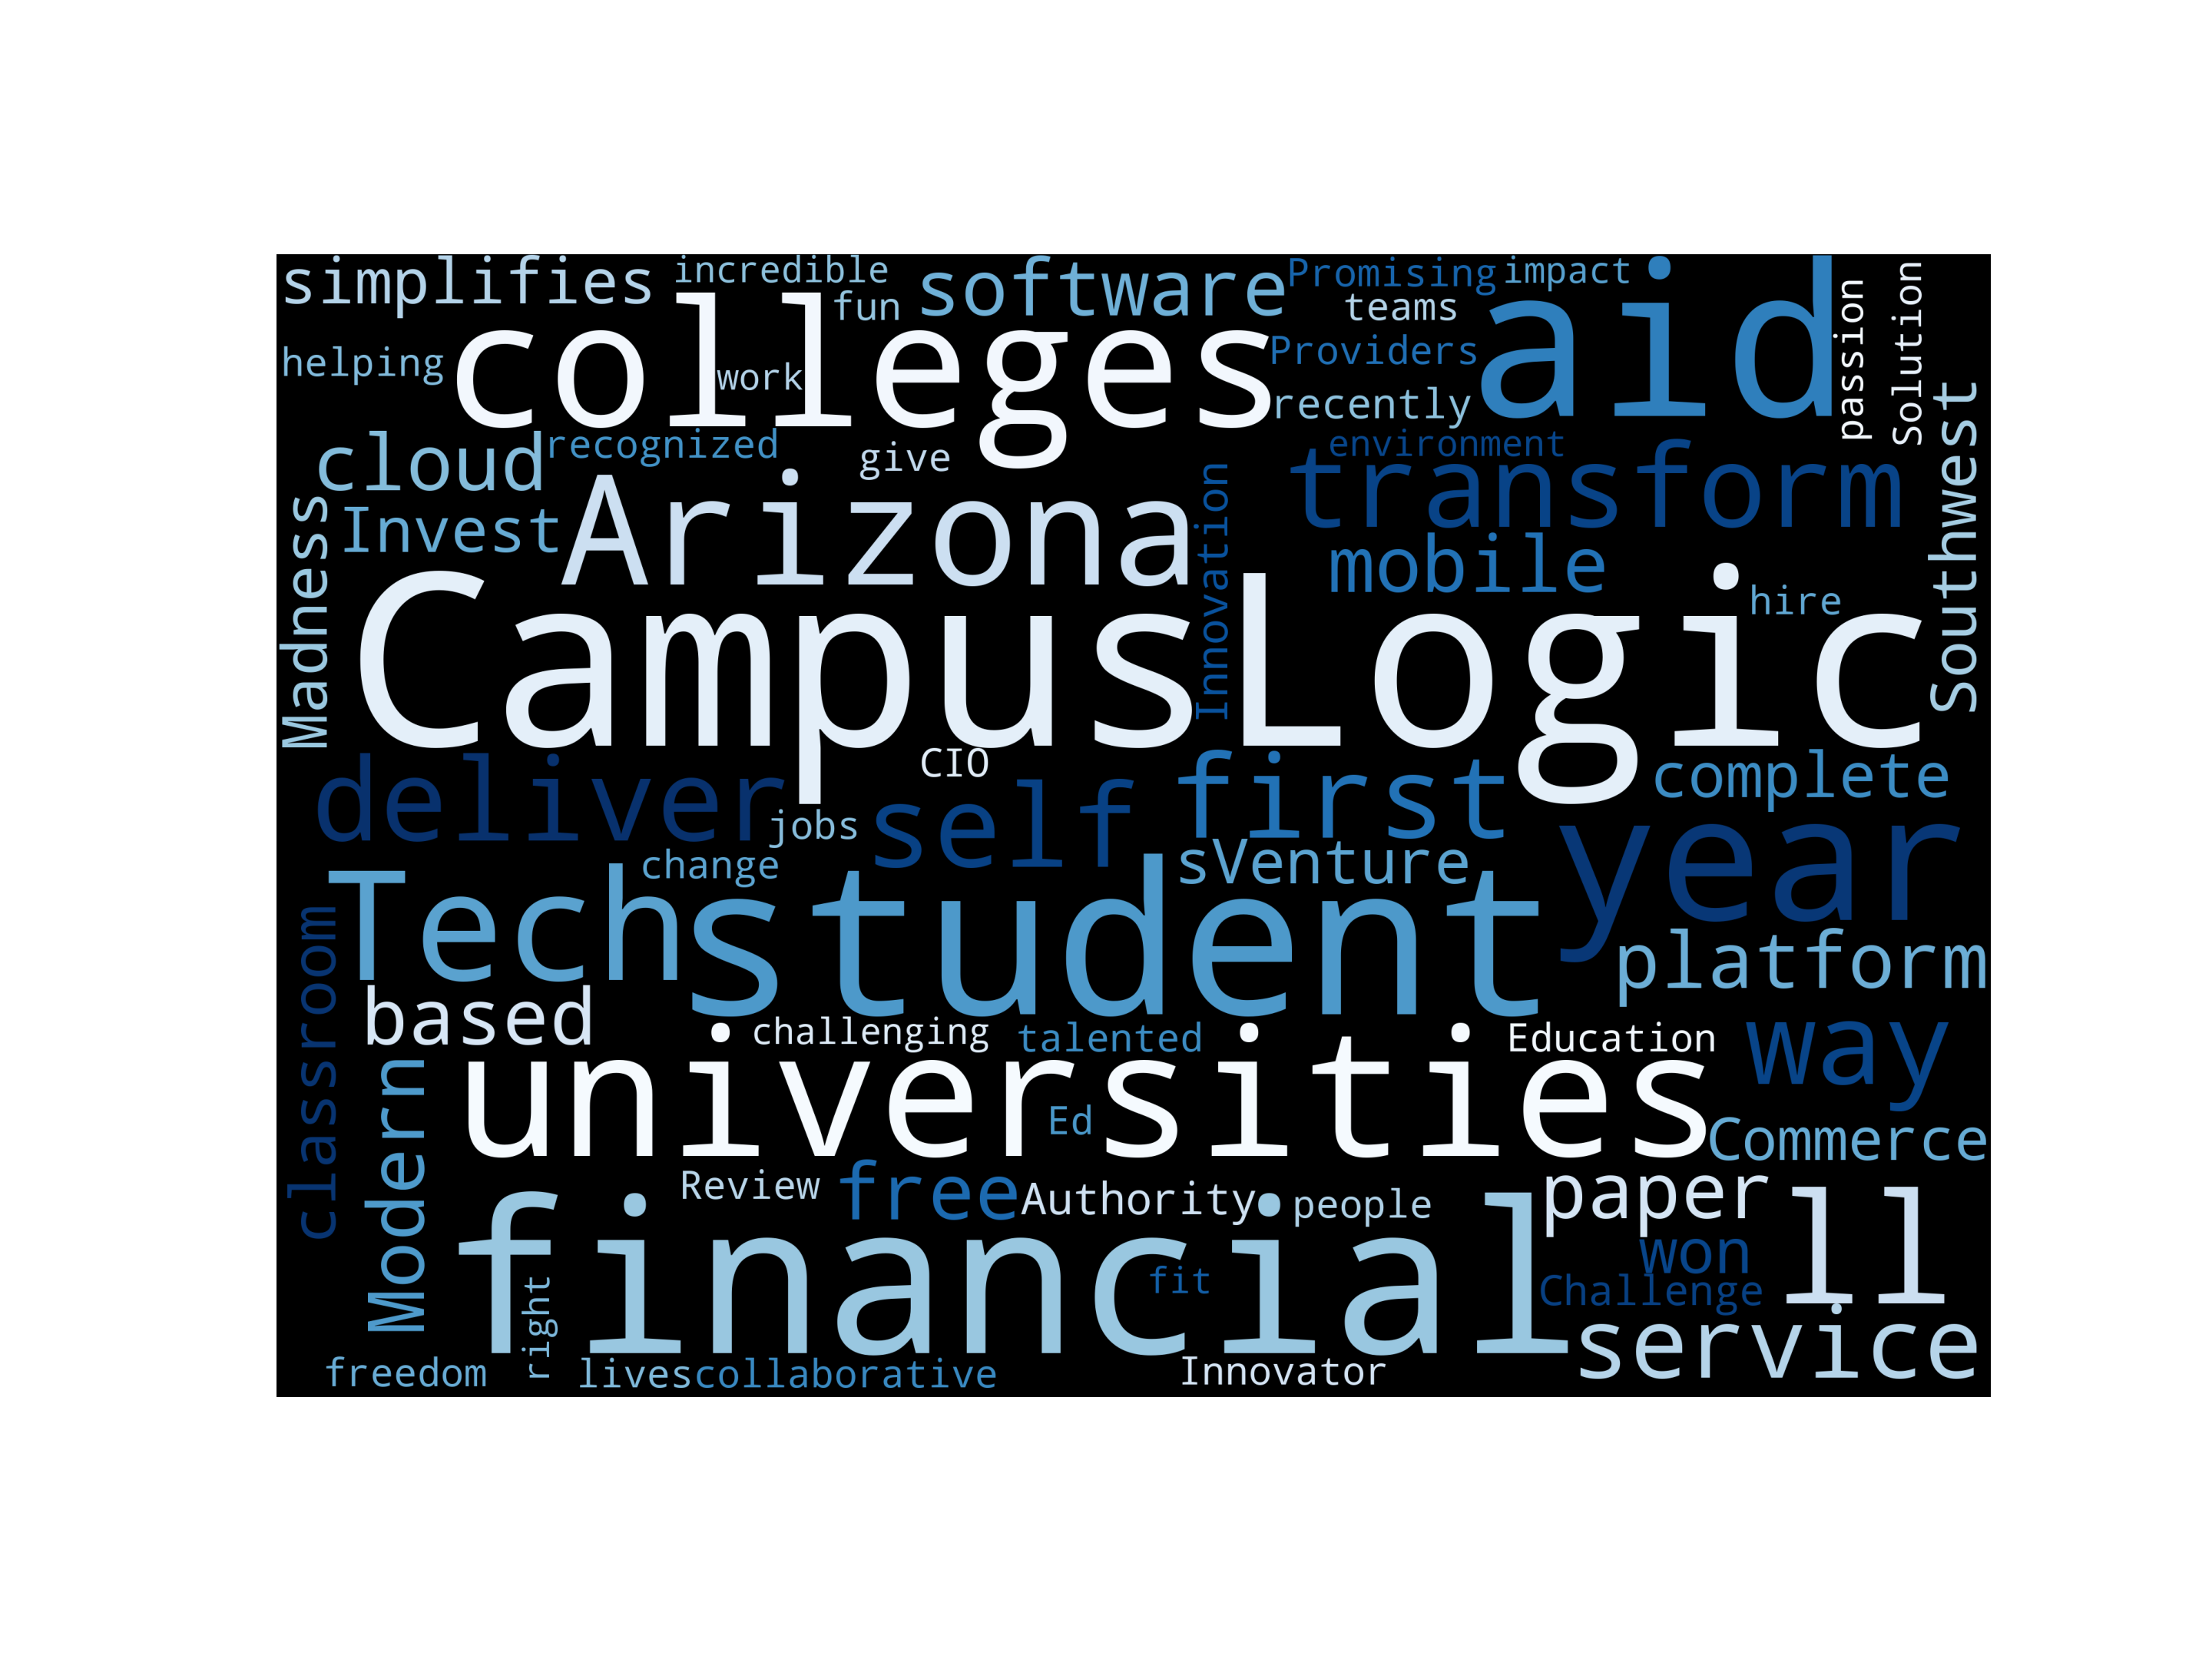 simplifies
incredible
software
Promising
impact
aid
passion
Solution
fun
teams
colleges
helping
work
Providers
recently
Southwest
cloud
recognized
give
environment
transform
Arizona
Innovation
Madness
Invest
mobile
hire
CampusLogic
CIO
deliver
self
first
complete
jobs
year
change
sVenture
Tech
student
classroom
platform
based
challenging
talented
Education
way
Modern
universities
Ed
Commerce
Review
free
Authority
people
paper
ll
financial
won
fit
Challenge
right
service
freedom
lives
collaborative
Innovator